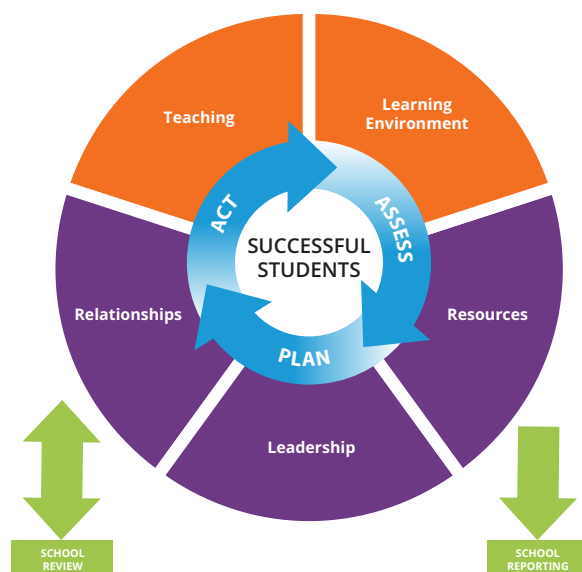 Teaching
Learning
Environment
ACT
ASSESS
SUCCESSFUL
STUDENTS
Relationships
Resources
PLAN
Leadership
SCHOOL
REVIEW
SCHOOL
REPORTING